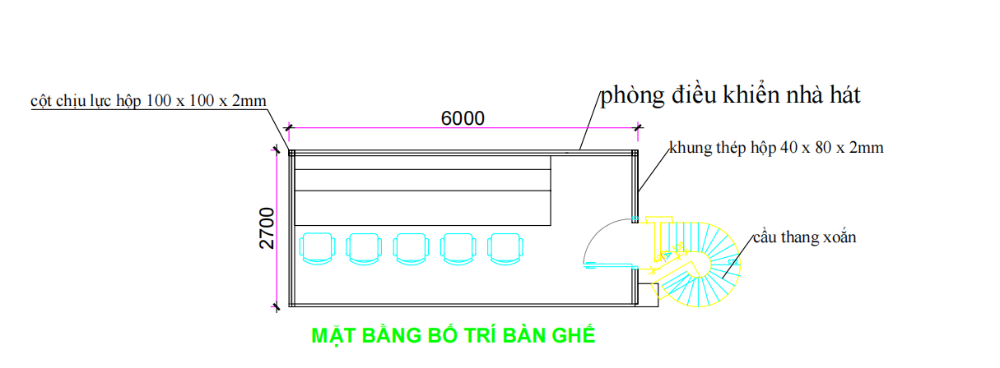 phòng điều khiển nhà hát
cột chịu lực hộp 100 x 100 x 2mm
6000
khung thép hộp 40 x 80 x 2mm
2700
cầu thang xoắn
MẶT BẰNG BỐ TRÍ BÀN GHẾ